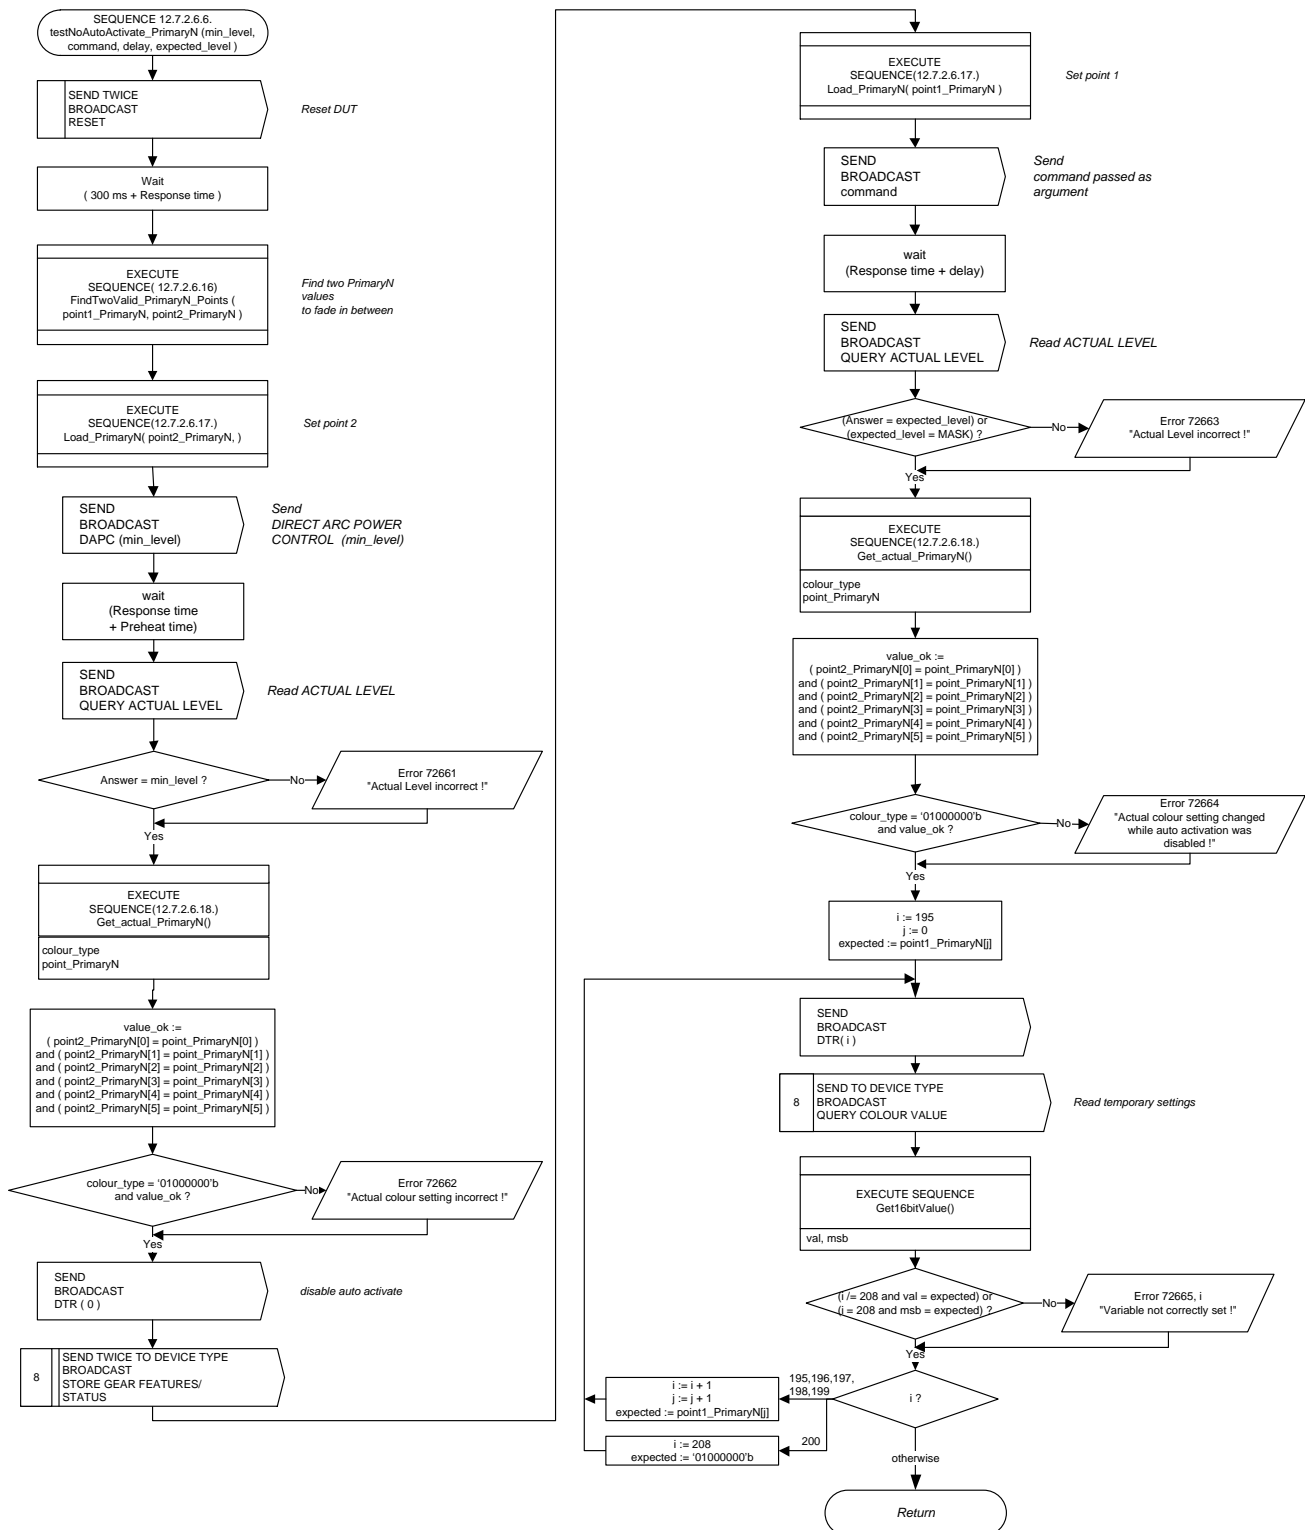 SEQUENCE 12.7.2.6.6.
testNoAutoActivate_PrimaryN (min_level,
command, delay, expected_level )
SEND TWICE
BROADCAST
RESET
Reset DUT
Wait
( 300 ms + Response time )
EXECUTE
SEQUENCE( 12.7.2.6.16)
FindTwoValid_PrimaryN_Points (
point1_PrimaryN, point2_PrimaryN )
Find two PrimaryN
values
to fade in between
EXECUTE
SEQUENCE(12.7.2.6.17.)
Load_PrimaryN( point2_PrimaryN, )
Set point 2
SEND
BROADCAST
DAPC (min_level)
Send
DIRECT ARC POWER
CONTROL (min_level)
wait
(Response time
+ Preheat time)
SEND
BROADCAST
QUERY ACTUAL LEVEL
Read ACTUAL LEVEL
Answer = min_level ?
No
Error 72661
"Actual Level incorrect !"
Yes
EXECUTE
SEQUENCE(12.7.2.6.18.)
Get_actual_PrimaryN()
colour_type
point_PrimaryN
value_ok :=
( point2_PrimaryN[0] = point_PrimaryN[0] )
and ( point2_PrimaryN[1] = point_PrimaryN[1] )
and ( point2_PrimaryN[2] = point_PrimaryN[2] )
and ( point2_PrimaryN[3] = point_PrimaryN[3] )
and ( point2_PrimaryN[4] = point_PrimaryN[4] )
and ( point2_PrimaryN[5] = point_PrimaryN[5] )
colour_type = ‘01000000’b
and value_ok ?
No
Error 72662
"Actual colour setting incorrect !"
Yes
SEND
BROADCAST
DTR ( 0 )
disable auto activate
8
SEND TWICE TO DEVICE TYPE
BROADCAST
STORE GEAR FEATURES/
STATUS
EXECUTE
SEQUENCE(12.7.2.6.17.)
Load_PrimaryN( point1_PrimaryN )
Set point 1
SEND
BROADCAST
command
Send
command passed as
argument
wait
(Response time + delay)
SEND
BROADCAST
QUERY ACTUAL LEVEL
Read ACTUAL LEVEL
(Answer = expected_level) or
(expected_level = MASK) ?
No
Error 72663
"Actual Level incorrect !"
Yes
EXECUTE
SEQUENCE(12.7.2.6.18.)
Get_actual_PrimaryN()
colour_type
point_PrimaryN
value_ok :=
( point2_PrimaryN[0] = point_PrimaryN[0] )
and ( point2_PrimaryN[1] = point_PrimaryN[1] )
and ( point2_PrimaryN[2] = point_PrimaryN[2] )
and ( point2_PrimaryN[3] = point_PrimaryN[3] )
and ( point2_PrimaryN[4] = point_PrimaryN[4] )
and ( point2_PrimaryN[5] = point_PrimaryN[5] )
colour_type = ‘01000000’b
and value_ok ?
No
Error 72664
"Actual colour setting changed
while auto activation was
disabled !"
Yes
i := 195
j := 0
expected := point1_PrimaryN[j]
SEND
BROADCAST
DTR( i )
8
SEND TO DEVICE TYPE
BROADCAST
QUERY COLOUR VALUE
Read temporary settings
EXECUTE SEQUENCE
Get16bitValue()
val, msb
(i /= 208 and val = expected) or
(i = 208 and msb = expected) ?
No
Error 72665, i
"Variable not correctly set !"
Yes
i ?
195,196,197,
198,199
i := i + 1
j := j + 1
expected := point1_PrimaryN[j]
200
i := 208
expected := ‘01000000’b
otherwise
Return